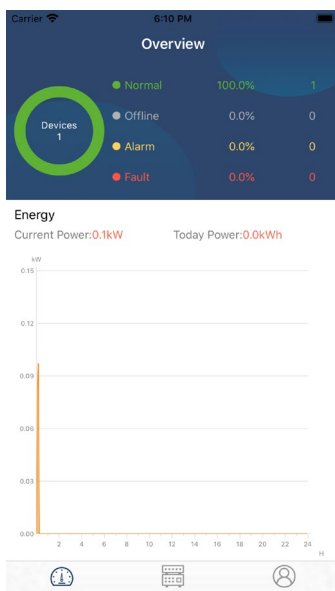 Carrier 6:10 PM
Overview
Devices
1
Normal 100.0% 1
Offline 0.0% 0
Alarm 0.0% 0
Fault 0.0% 0
Energy
Current Power:0.1kW Today Power:0.0kWh
kW
0.15
0.12
0.09
0.06
0.03
0.00
2 4 6 8 10 12 14 16 18 20 22 24
H